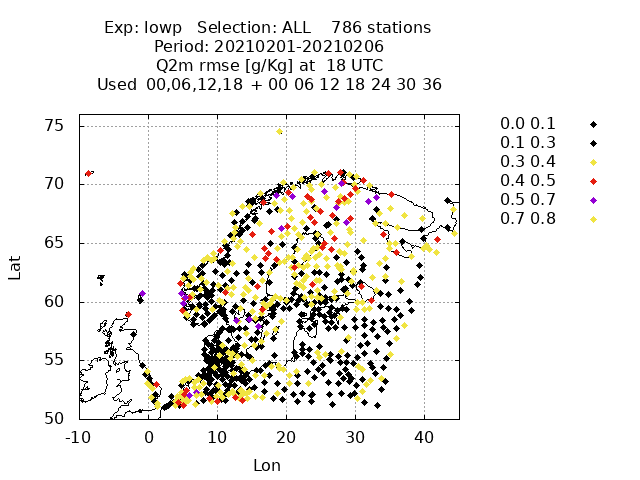 Exp: lowp   Selection: ALL    786 stations
Period: 20210201-20210206
Q2m rmse [g/Kg] at  18 UTC
Used  00,06,12,18 + 00 06 12 18 24 30 36
75
70
65
60
55
50
-10 0 10 20 30 40
Lat
Lon
0.0 0.1
0.1 0.3
0.3 0.4
0.4 0.5
0.5 0.7
0.7 0.8